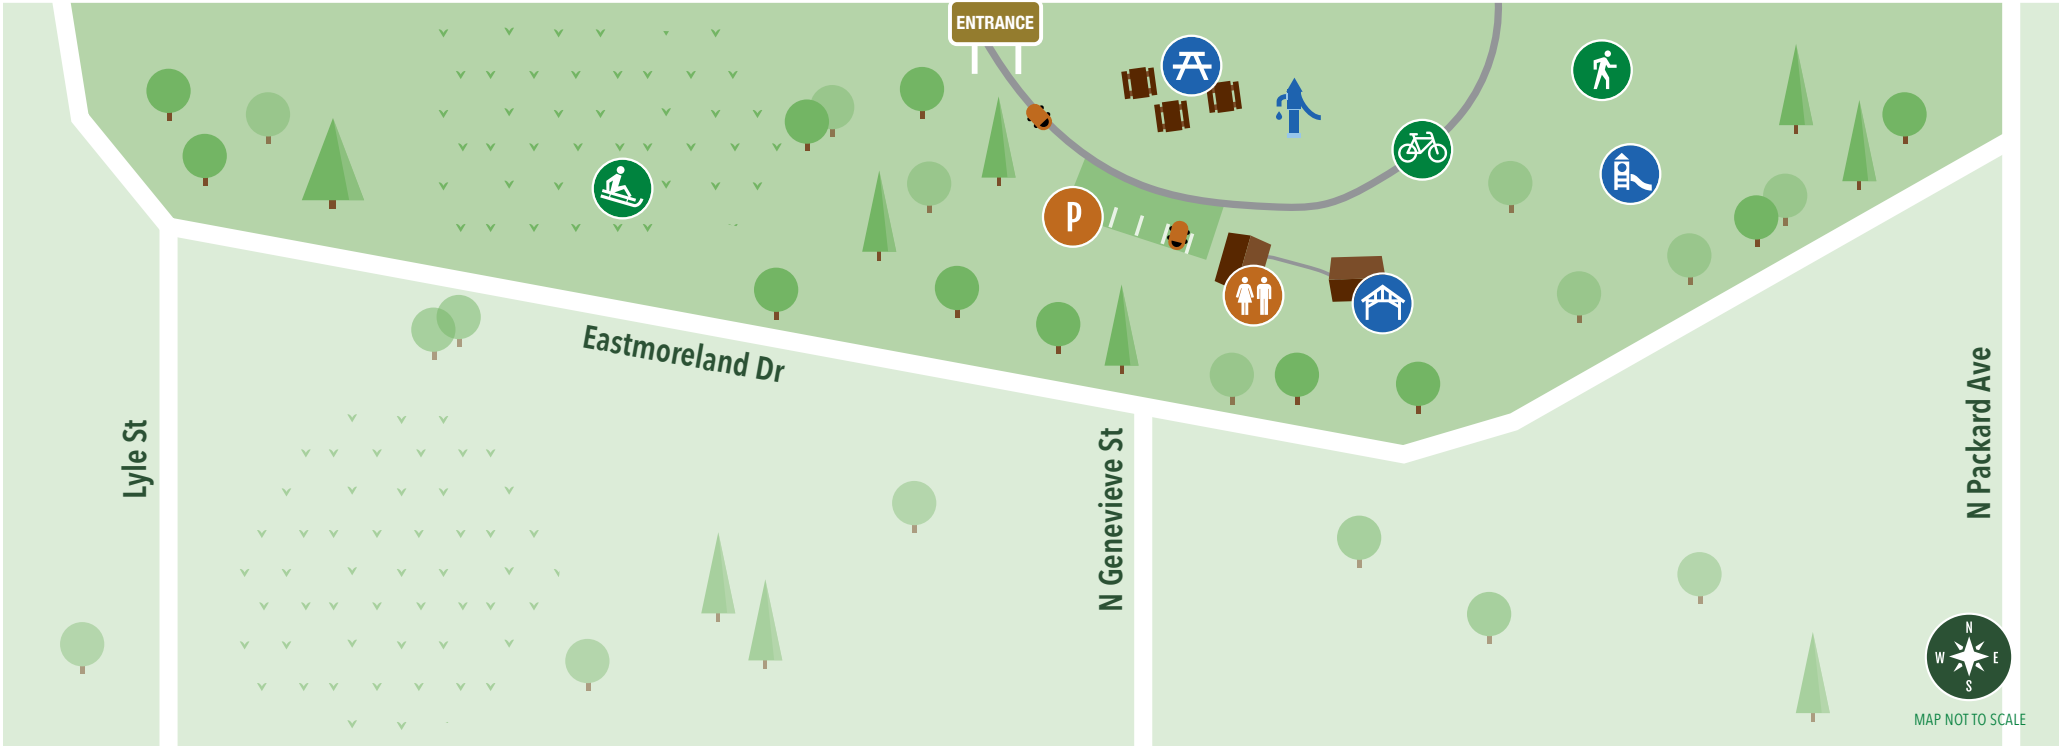 ENTRANCE
P
Eastmoreland Dr
Lyle St
N Genevieve St
N Packard Ave
N
W E
S
MAP NOT TO SCALE